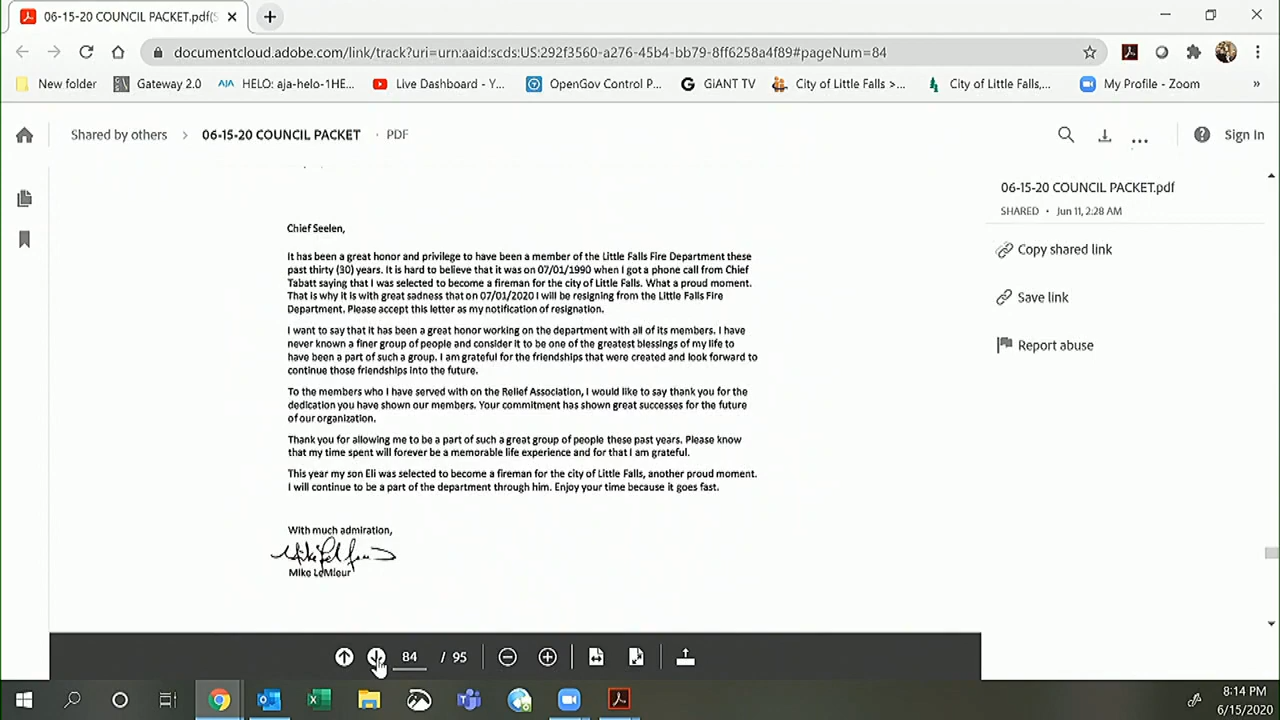 06-15-20 COUNCIL PACKET.pdf(S
documentcloud.adobe.com/link/track?uri=urn:aaid:scds:US:292f3560-a276-45b4-bb79-8ff6258a4f89#pageNum=84
New folder
Gateway 2.0
AJA HELO: aja-helo-1HE...
Live Dashboard - Y...
OpenGov Control P...
G GiANT TV
City of Little Falls >...
City of Little Falls,...
My Profile - Zoom
»
Shared by others > 06-15-20 COUNCIL PACKET · PDF
... Sign In
06-15-20 COUNCIL PACKET.pdf
SHARED • Jun 11, 2:28 AM
Copy shared link
Save link
Report abuse
Chief Seelen,
It has been a great honor and privilege to have been a member of the Little Falls Fire Department these
past thirty (30) years. It is hard to believe that it was on 07/01/1990 when I got a phone call from Chief
Tabatt saying that I was selected to become a fireman for the city of Little Falls. What a proud moment.
That is why it is with great sadness that on 07/01/2020 I will be resigning from the Little Falls Fire
Department. Please accept this letter as my notification of resignation.
I want to say that it has been a great honor working on the department with all of its members. I have
never known a finer group of people and consider it to be one of the greatest blessings of my life to
have been a part of such a group. I am grateful for the friendships that were created and look forward to
continue those friendships into the future.
To the members who I have served with on the Relief Association, I would like to say thank you for the
dedication you have shown our members. Your commitment has shown great successes for the future
of our organization.
Thank you for allowing me to be a part of such a great group of people these past years. Please know
that my time spent will forever be a memorable life experience and for that I am grateful.
This year my son Eli was selected to become a fireman for the city of Little Falls, another proud moment.
I will continue to be a part of the department through him. Enjoy your time because it goes fast.
With much admiration,
Mike LeMieur
84 / 95
8:14 PM
6/15/2020